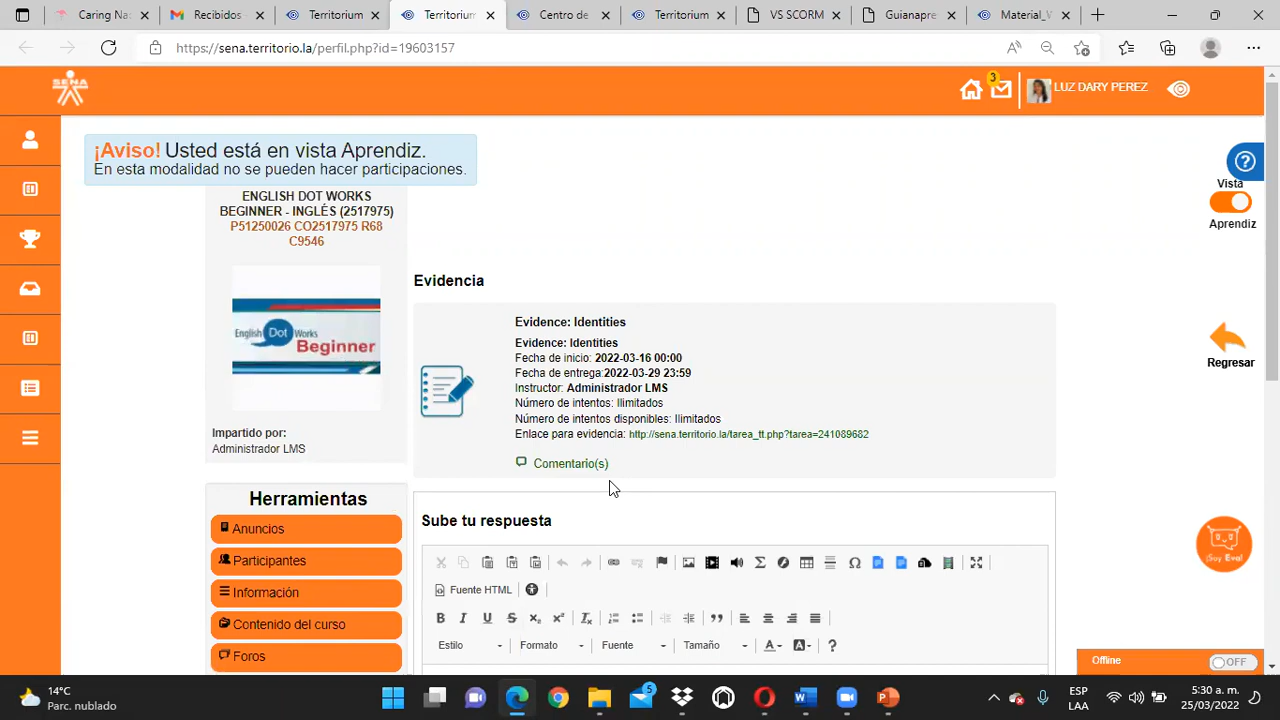 Caring Na
Recibidos -
Territorium
Territorium
Centro de
Territorium
VS SCORM
Guianapre
Material_V
https://sena.territorio.la/perfil.php?id=19603157
SENA
3
LUZ DARY PEREZ
¡Aviso! Usted está en vista Aprendiz.
En esta modalidad no se pueden hacer participaciones.
Vista
Aprendiz
ENGLISH DOT WORKS
BEGINNER - INGLÉS (2517975)
P51250026 CO2517975 R68
C9546
English Dot Works
Beginner
Impartido por:
Administrador LMS
Evidencia
Evidence: Identities
Evidence: Identities
Fecha de inicio: 2022-03-16 00:00
Fecha de entrega:2022-03-29 23:59
Instructor: Administrador LMS
Número de intentos: Ilimitados
Número de intentos disponibles: Ilimitados
Enlace para evidencia: http://sena.territorio.la/tarea_tt.php?tarea=241089682
Comentario(s)
Regresar
Herramientas
Anuncios
Participantes
Información
Contenido del curso
Foros
Sube tu respuesta
Fuente HTML
Estilo
Formato
Fuente
Tamaño
¡Soy Eva!
Offline
OFF
14°C
Parc. nublado
5
ESP
LAA
5:30 a. m.
25/03/2022